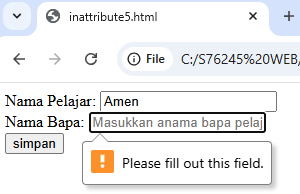 inattribute5.html
File C:/S76245%20WEB/
Nama Pelajar: Amen
Nama Bapa: Masukkan anama bapa pelaj
simpan
Please fill out this field.